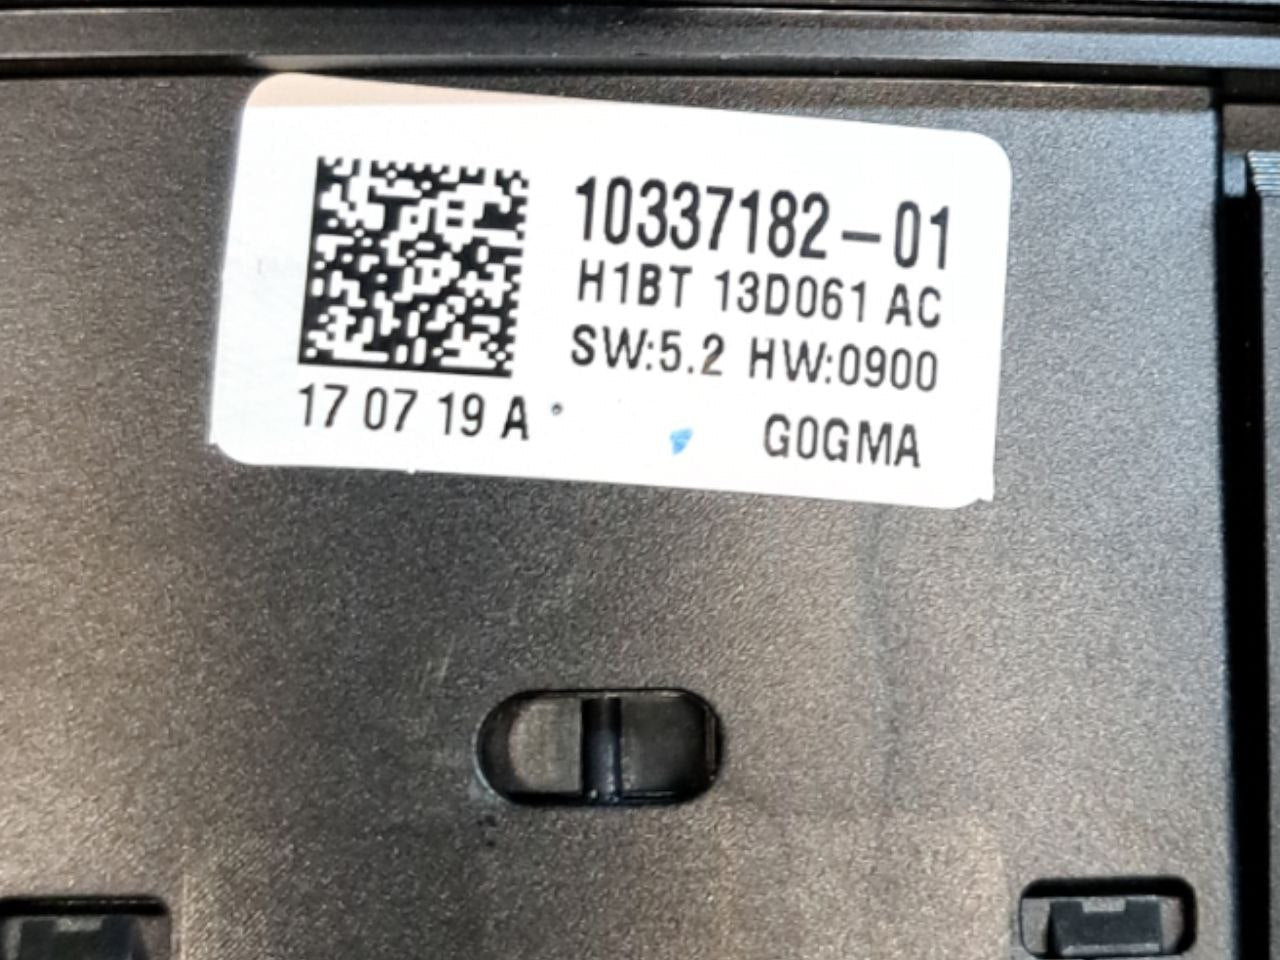 10337182-01
H1BT 13D061 AC
SW:5.2 HW:0900
17 07 19 A
G0GMA